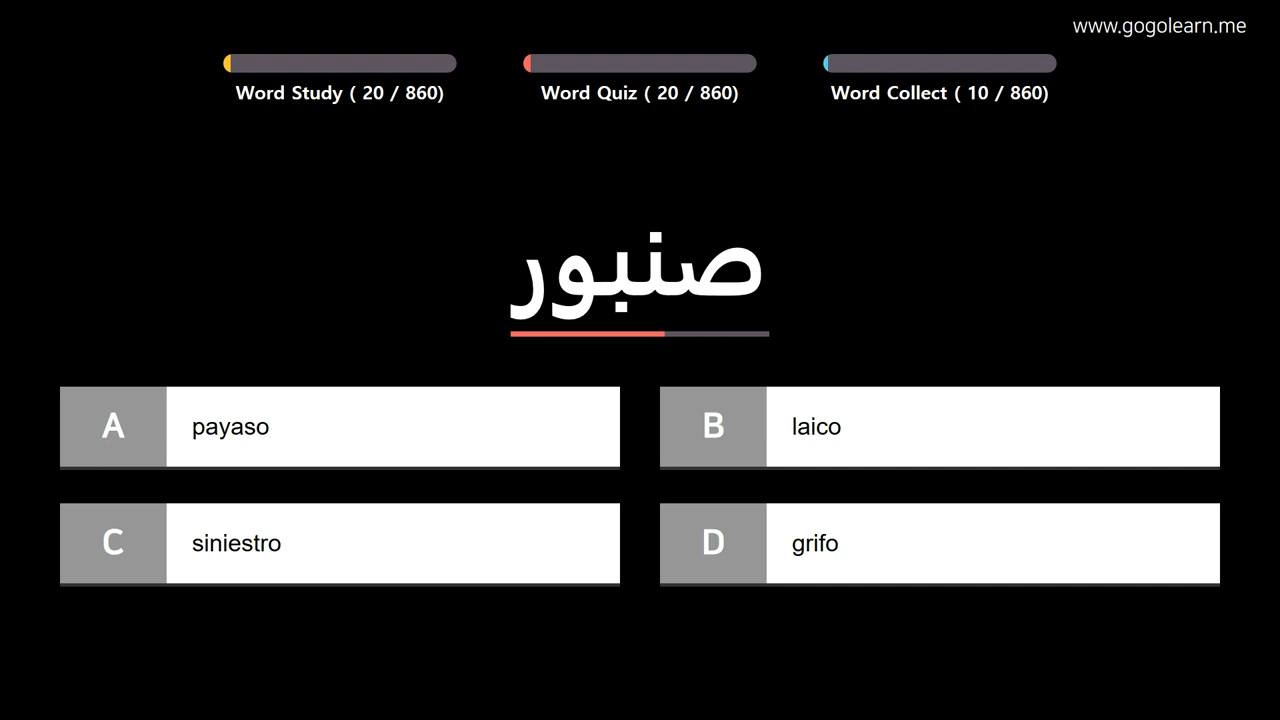 www.gogolearn.me
Word Study ( 20 / 860)
Word Quiz ( 20 / 860)
Word Collect ( 10 / 860)
صنبور
A payaso
B laico
C siniestro
D grifo